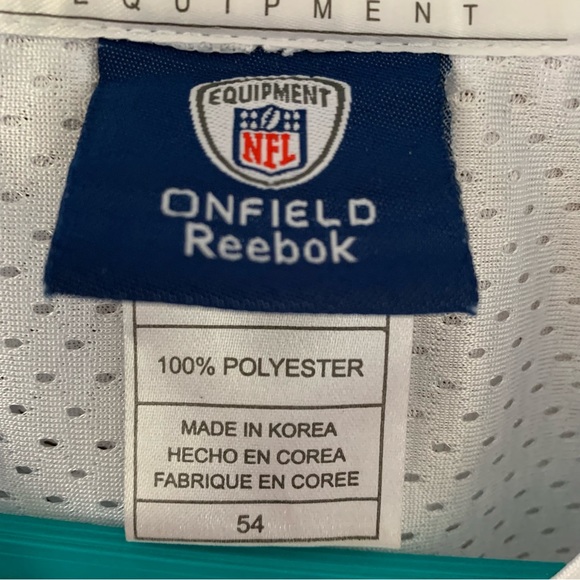 EQUIPMENT
EQUIPMENT
NFL
ONFIELD
Reebok
100% POLYESTER
MADE IN KOREA
HECHO EN COREA
FABRIQUE EN COREE
54